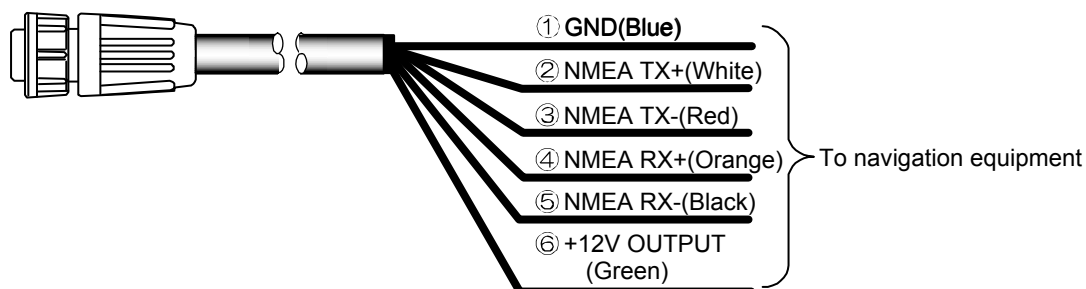 ① GND(Blue)
② NMEA TX+(White)
③ NMEA TX-(Red)
④ NMEA RX+(Orange)
⑤ NMEA RX-(Black)
⑥ +12V OUTPUT
(Green)
To navigation equipment